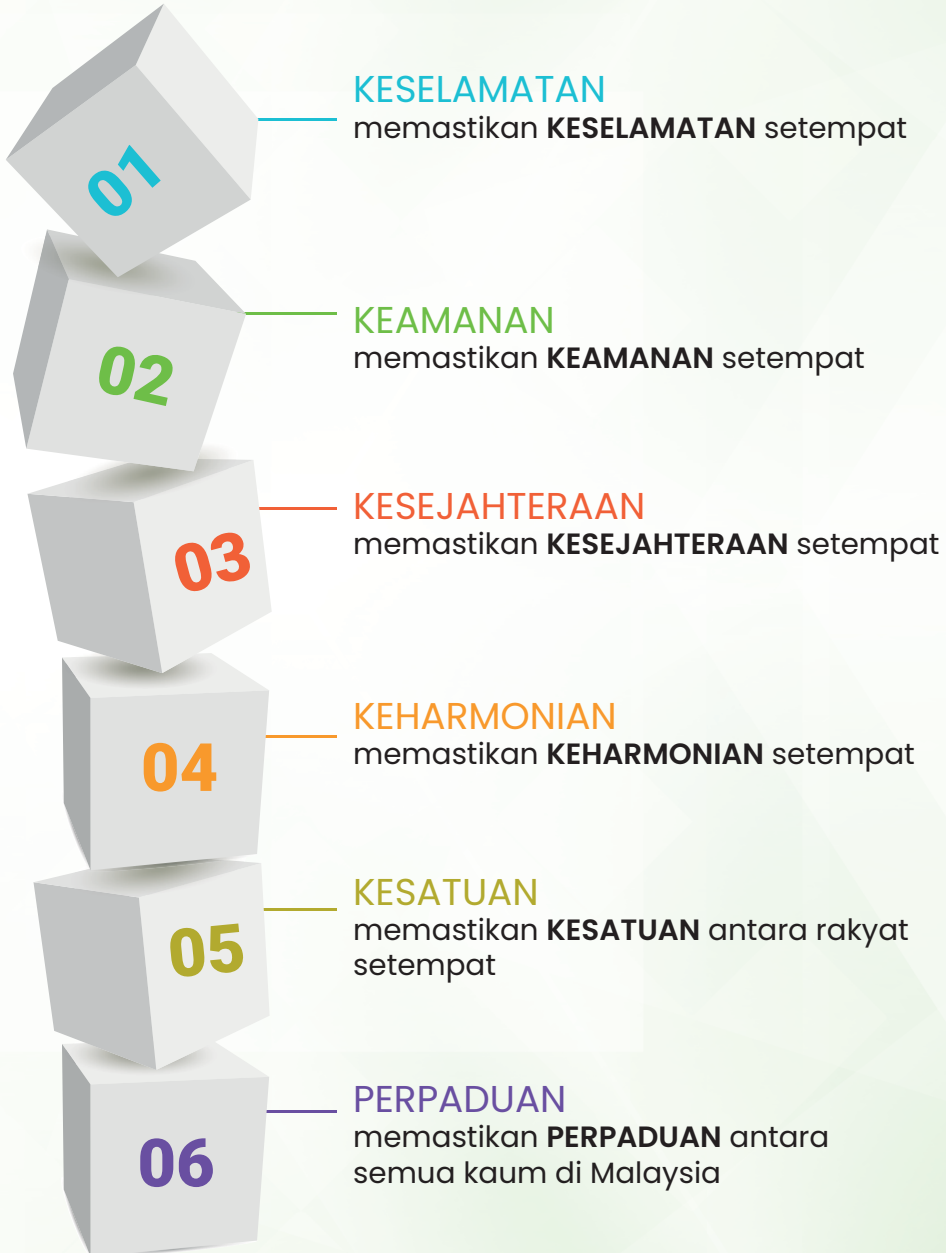 01
KESELAMATAN
memastikan KESELAMATAN setempat
02
KEAMANAN
memastikan KEAMANAN setempat
03
KESEJAHTERAAN
memastikan KESEJAHTERAAN setempat
04
KEHARMONIAN
memastikan KEHARMONIAN setempat
05
KESATUAN
memastikan KESATUAN antara rakyat
setempat
06
PERPADUAN
memastikan PERPADUAN antara
semua kaum di Malaysia